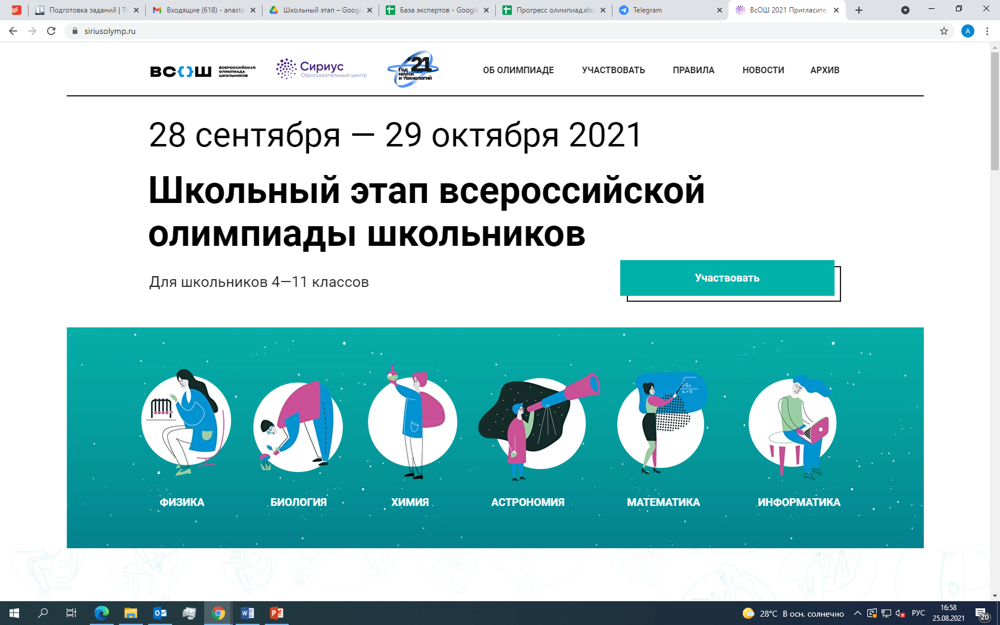 Подготовка заданий | Tr
Входящие (618) - anasta
Школьный этап – Googl
База экспертов - Google
Прогресс олимпиад.xlsx
Telegram
ВсОШ 2021 Пригласител
siriusolymp.ru
А
ВСОШ
ВСЕРОССИЙСКАЯ
ОЛИМПИАДА
ШКОЛЬНИКОВ
Сириус
Образовательный центр
'21
Год
науки
и технологий
ОБ ОЛИМПИАДЕ
УЧАСТВОВАТЬ
ПРАВИЛА
НОВОСТИ
АРХИВ
28 сентября — 29 октября 2021
Школьный этап всероссийской
олимпиады школьников
Для школьников 4—11 классов
Участвовать
√Bc
a+b
ФИЗИКА
БИОЛОГИЯ
ХИМИЯ
АСТРОНОМИЯ
МАТЕМАТИКА
ИНФОРМАТИКА
28°C В осн. солнечно
РУС
16:58
25.08.2021
20